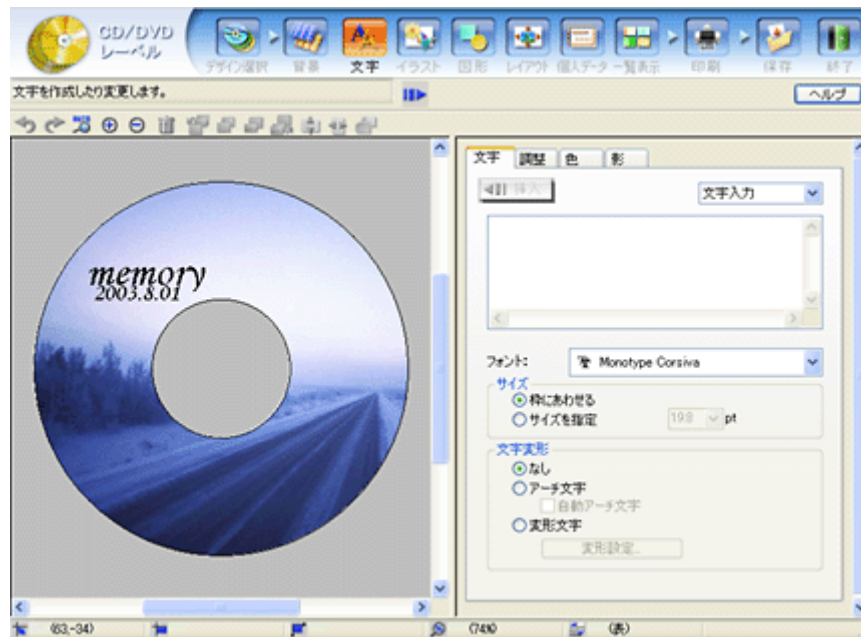 CD/DVD
レーベル
デザイン選択 背景 文字 イラスト 図形 レイアウト 個人データ 一覧表示 印刷 保存 終了
文字を作成したり変更します。
ヘルプ
文字 調整 色 影
挿入
文字入力
memory
2003.8.01
フォント:
Monotype Corsiva
サイズ
枠にあわせる
サイズを指定 19.8 pt
文字変形
なし
アーチ文字
自動アーチ文字
変形文字
変形設定...
(63,-34) (74%) (表)